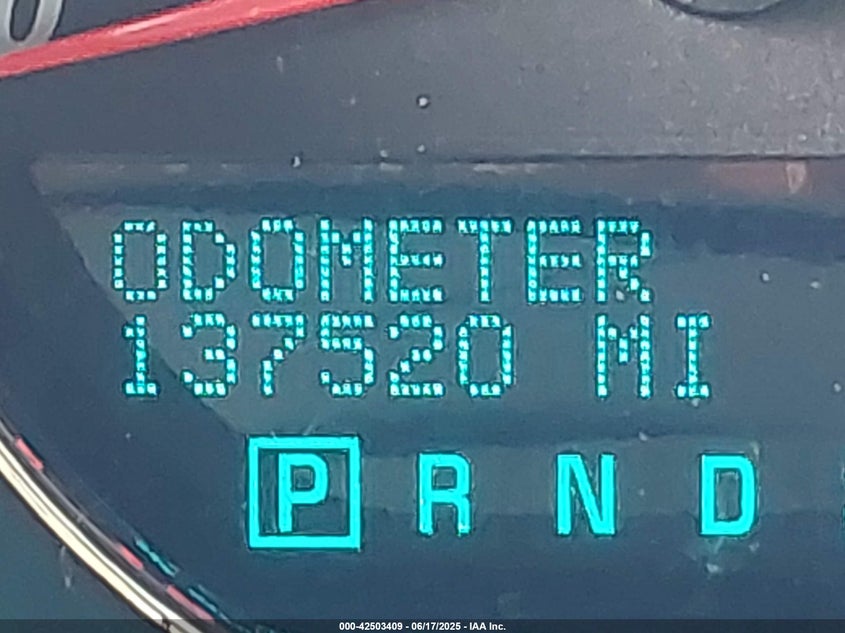 ODOMETER
137520 MI
P R N D
000-42503409 - 06/17/2025 - IAA Inc.